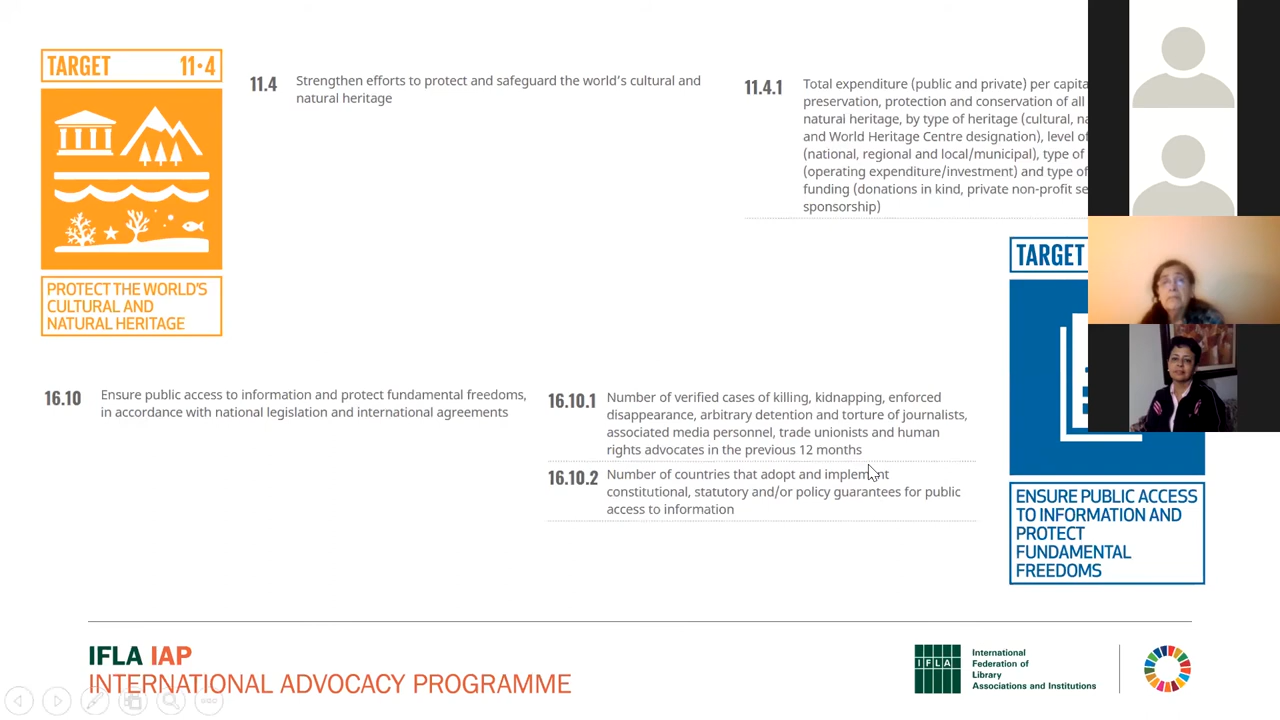 TARGET 11·4
PROTECT THE WORLD'S
CULTURAL AND
NATURAL HERITAGE
11.4 Strengthen efforts to protect and safeguard the world's cultural and
natural heritage
11.4.1 Total expenditure (public and private) per capita
preservation, protection and conservation of all
natural heritage, by type of heritage (cultural,
and World Heritage Centre designation), level of
(national, regional and local/municipal), type of
(operating expenditure/investment) and type of
funding (donations in kind, private non-profit
sponsorship)
16.10 Ensure public access to information and protect fundamental freedoms,
in accordance with national legislation and international agreements
16.10.1 Number of verified cases of killing, kidnapping, enforced
disappearance, arbitrary detention and torture of journalists,
associated media personnel, trade unionists and human
rights advocates in the previous 12 months
16.10.2 Number of countries that adopt and implement
constitutional, statutory and/or policy guarantees for public
access to information
TARGET
ENSURE PUBLIC ACCESS
TO INFORMATION AND
PROTECT
FUNDAMENTAL
FREEDOMS
IFLA IAP
INTERNATIONAL ADVOCACY PROGRAMME
IFLA
International
Federation of
Library
Associations and Institutions